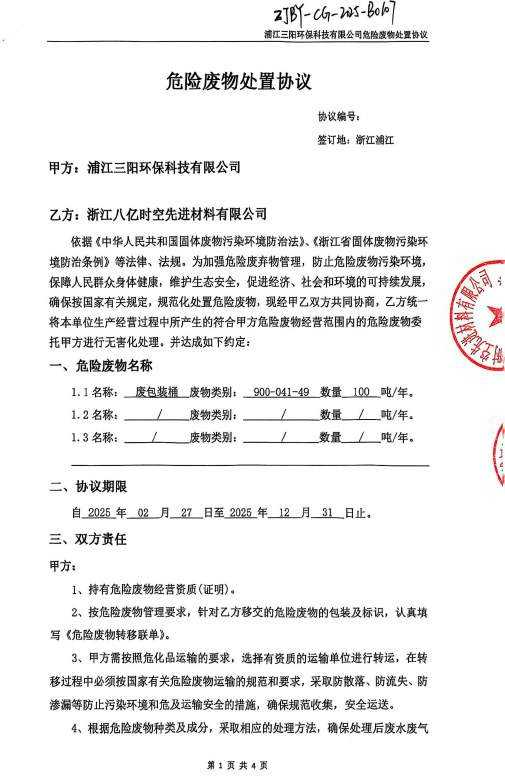 ZJBY-CG-2025-B0107
浦江三阳环保科技有限公司危险废物处置协议
危险废物处置协议
协议编号：
签订地：浙江浦江
甲方：浦江三阳环保科技有限公司
乙方：浙江八亿时空先进材料有限公司
依据《中华人民共和国固体废物污染环境防治法》、《浙江省固体废物污染环
境防治条例》等法律、法规。为加强危险废弃物管理，防止危险废物污染环境，
保障人民群众身体健康，维护生态安全，促进经济、社会和环境的可持续发展，
确保按国家有关规定，规范化处置危险废物，现经甲乙双方共同协商，乙方统一
将本单位生产经营过程中所产生的符合甲方危险废物经营范围内的危险废物委
托甲方进行无害化处理。并达成如下约定：
一、危险废物名称
1.1 名称： 废包装桶 废物类别： 900-041-49 数量 100 吨/年。
1.2 名称： / 废物类别： / 数量 / 吨/年。
1.3 名称： / 废物类别： / 数量 / 吨/年。
二、协议期限
自 2025 年 02 月 27 日至 2025 年 12 月 31 日止。
三、双方责任
甲方：
1、持有危险废物经营资质(证明)。
2、按危险废物管理要求，针对乙方移交的危险废物的包装及标识，认真填
写《危险废物转移联单》。
3、甲方需按照危化品运输的要求，选择有资质的运输单位进行转运，在转
移过程中必须按国家有关危险废物运输的规范和要求，采取防散落、防流失、防
渗漏等防止污染环境和危及运输安全的措施，确保规范收集，安全运送。
4、根据危险废物种类及成分，采取相应的处理方法，确保处理后废水废气
第 1 页 共 4 页
时空先进材料有限公司